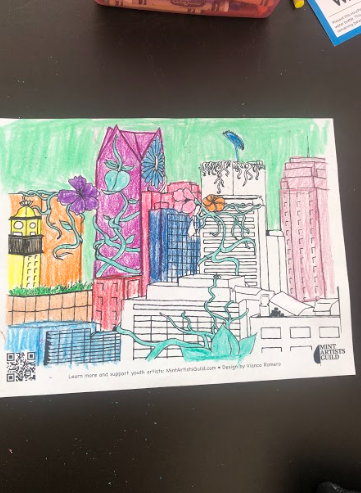 MINT
ARTISTS
GUILD
Learn more and support youth artists: MintArtistsGuild.com • Design by Vianca Romero